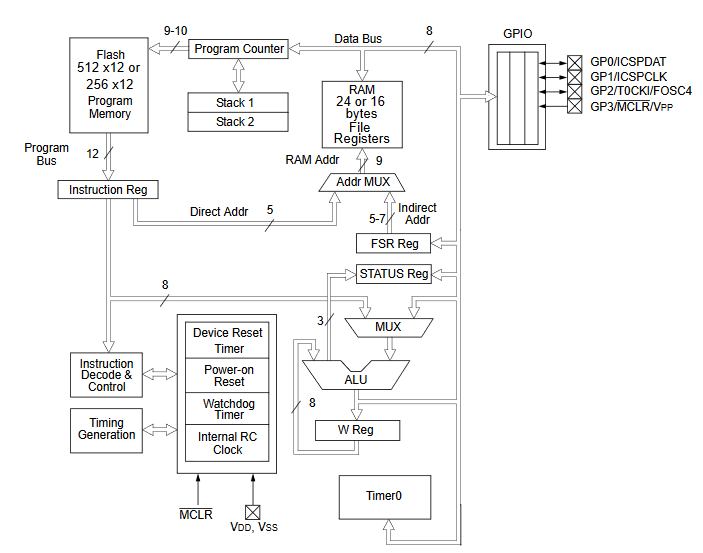 9-10
Data Bus
8
GPIO
Flash
512 x12 or
256 x12
Program
Memory
Program Counter
Stack 1
Stack 2
RAM
24 or 16
bytes
File
Registers
GP0/ICSPDAT
GP1/ICSPCLK
GP2/T0CKI/FOSC4
GP3/MCLR/VPP
Program
Bus
12
RAM Addr
9
Addr MUX
Instruction Reg
Direct Addr
5
5-7
Indirect
Addr
FSR Reg
STATUS Reg
8
3
MUX
Device Reset
Timer
Power-on
Reset
Watchdog
Timer
Internal RC
Clock
Instruction
Decode &
Control
Timing
Generation
ALU
8
W Reg
Timer0
MCLR
VDD, VSS